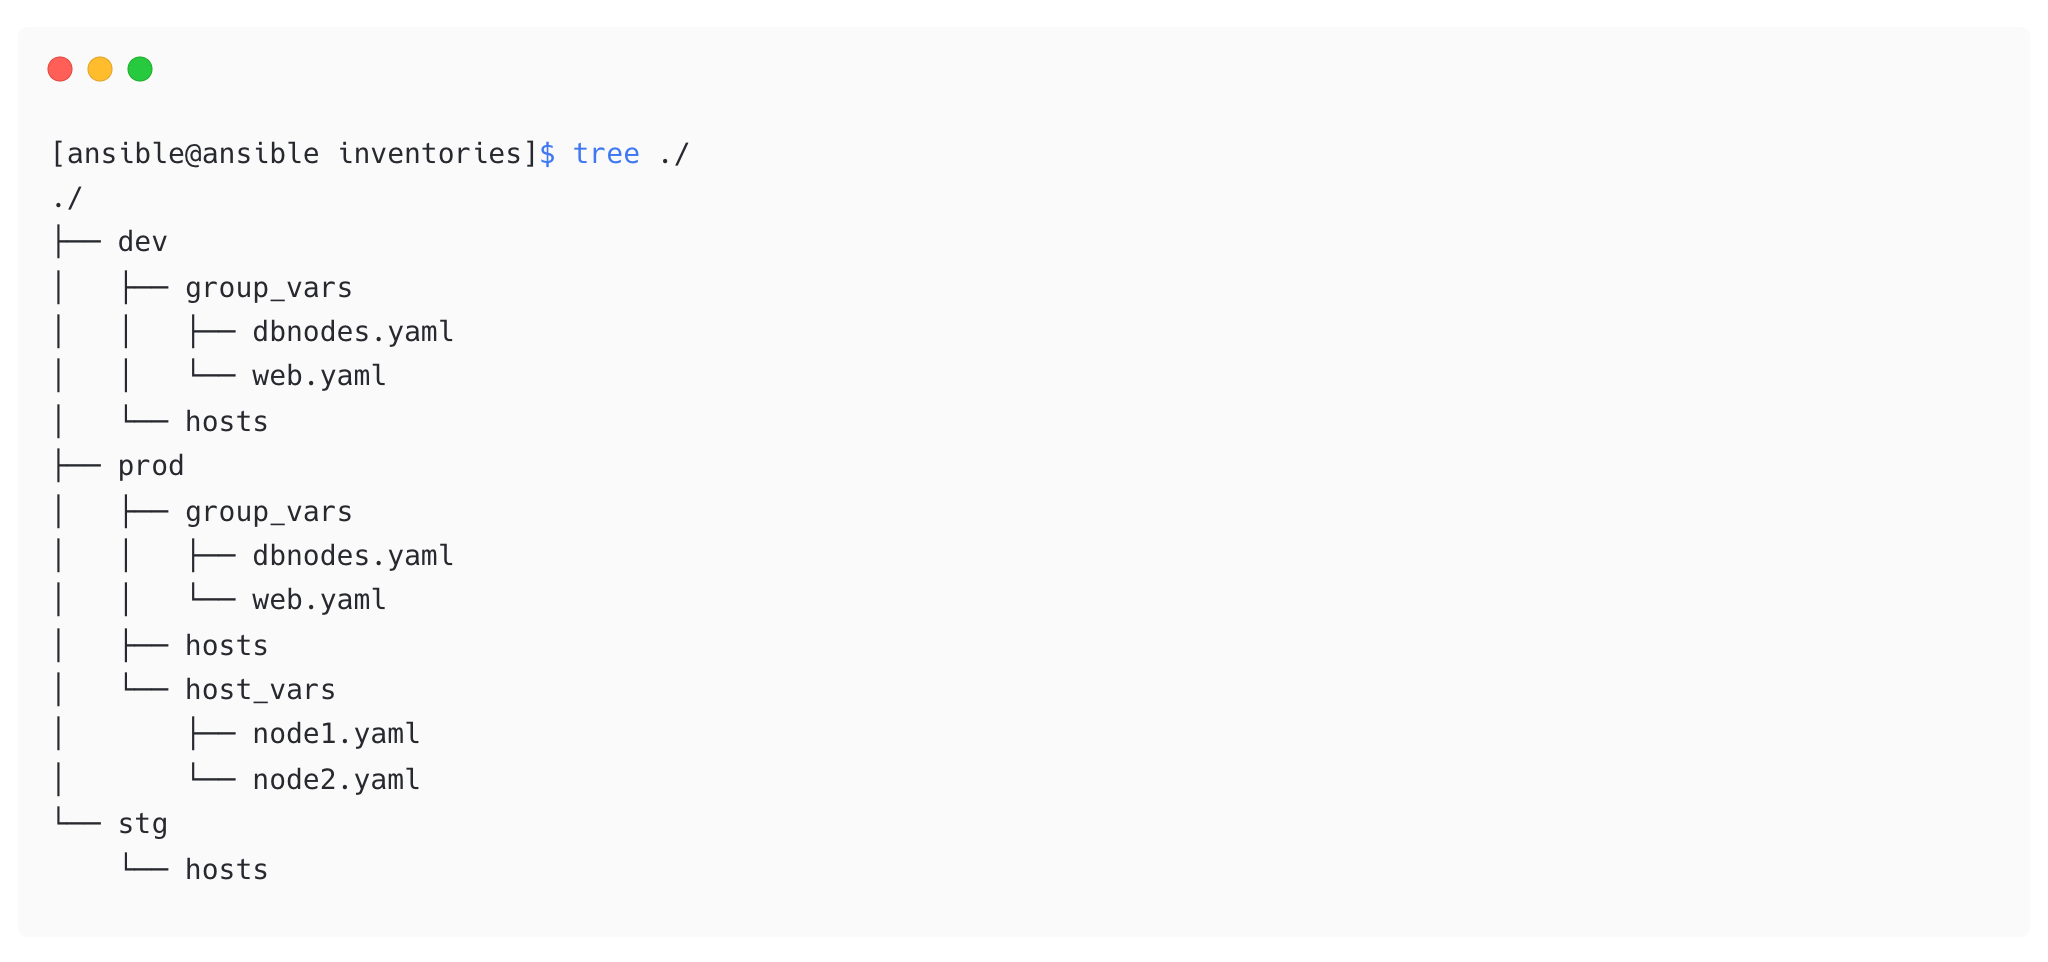 [ansible@ansible inventories]$ tree ./
./
├── dev
│   ├── group_vars
│   │   ├── dbnodes.yaml
│   │   └── web.yaml
│   └── hosts
├── prod
│   ├── group_vars
│   │   ├── dbnodes.yaml
│   │   └── web.yaml
│   ├── hosts
│   └── host_vars
│       ├── node1.yaml
│       └── node2.yaml
└── stg
    └── hosts